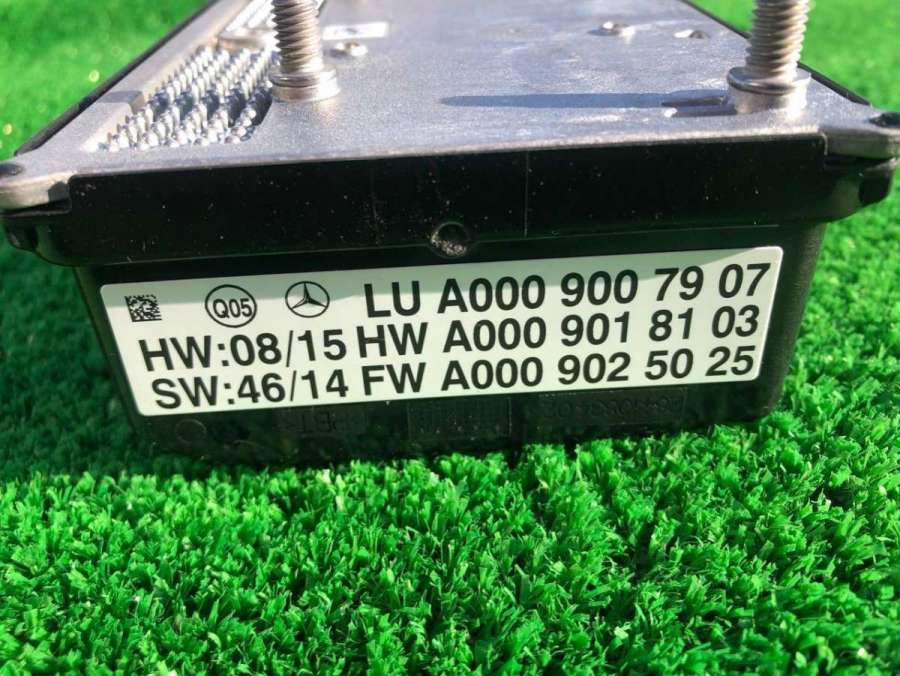 Q05 LU A000 900 79 07
HW:08/15 HW A000 901 81 03
SW:46/14 FW A000 902 50 25